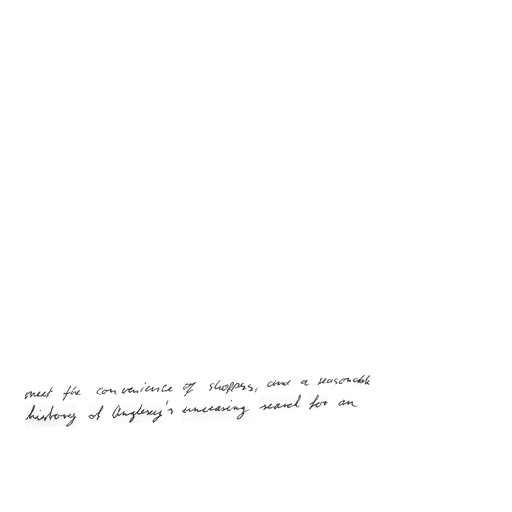 meet the convenience of shoppers, and a reasonable
history of Anglesey's unceasing search for an